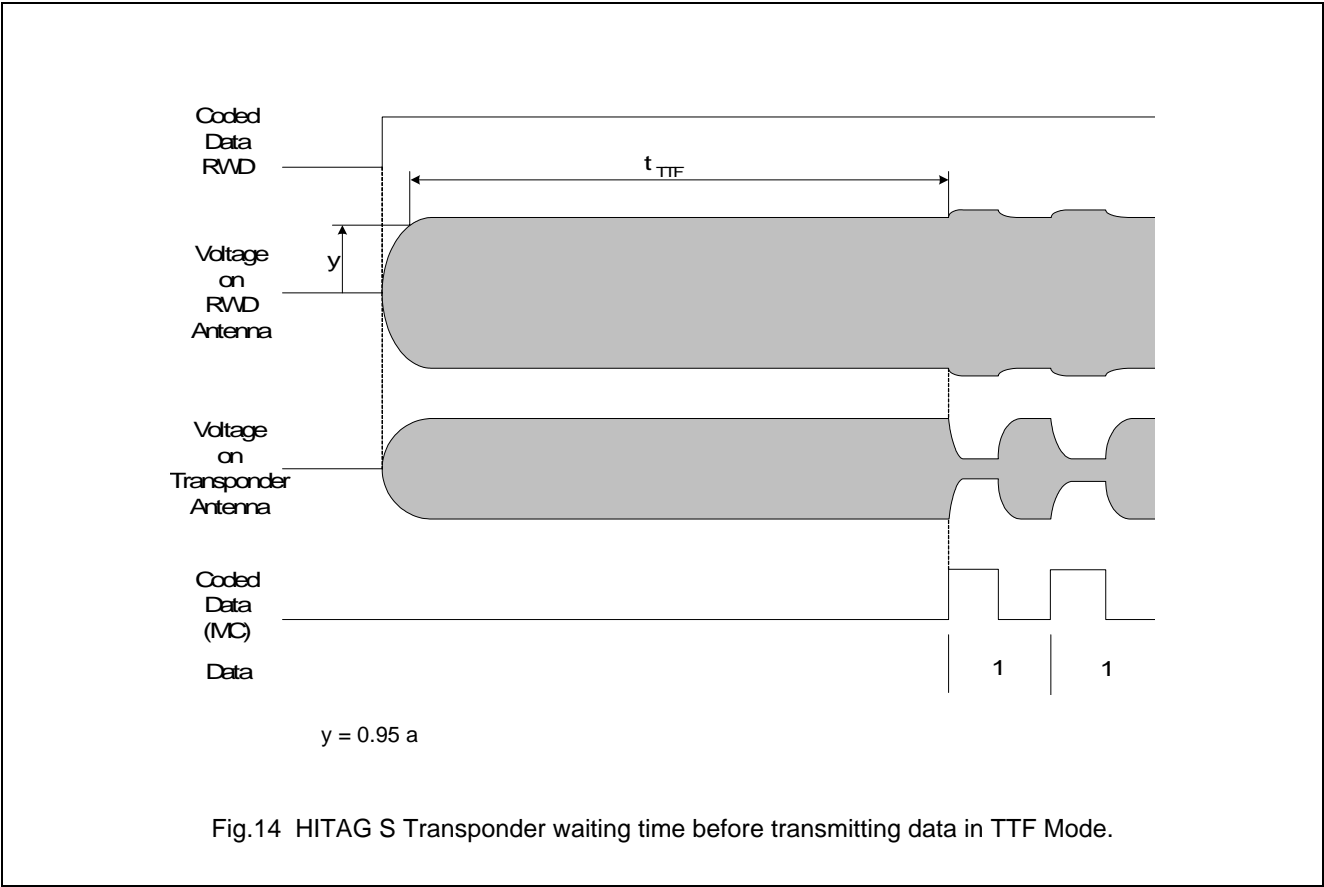 Coded
Data
RWD
t TTF
Voltage
on
RWD
Antenna
y
Voltage
on
Transponder
Antenna
Coded
Data
(MC)
Data
1 1
y = 0.95 a
Fig.14 HITAG S Transponder waiting time before transmitting data in TTF Mode.